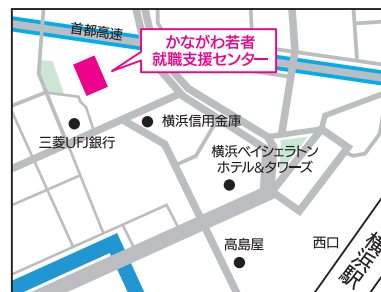 首都高速
かながわ若者
就職支援センター
横浜信用金庫
三菱UFJ銀行
横浜ベイシェラトン
ホテル&タワーズ
高島屋
西口
横浜駅